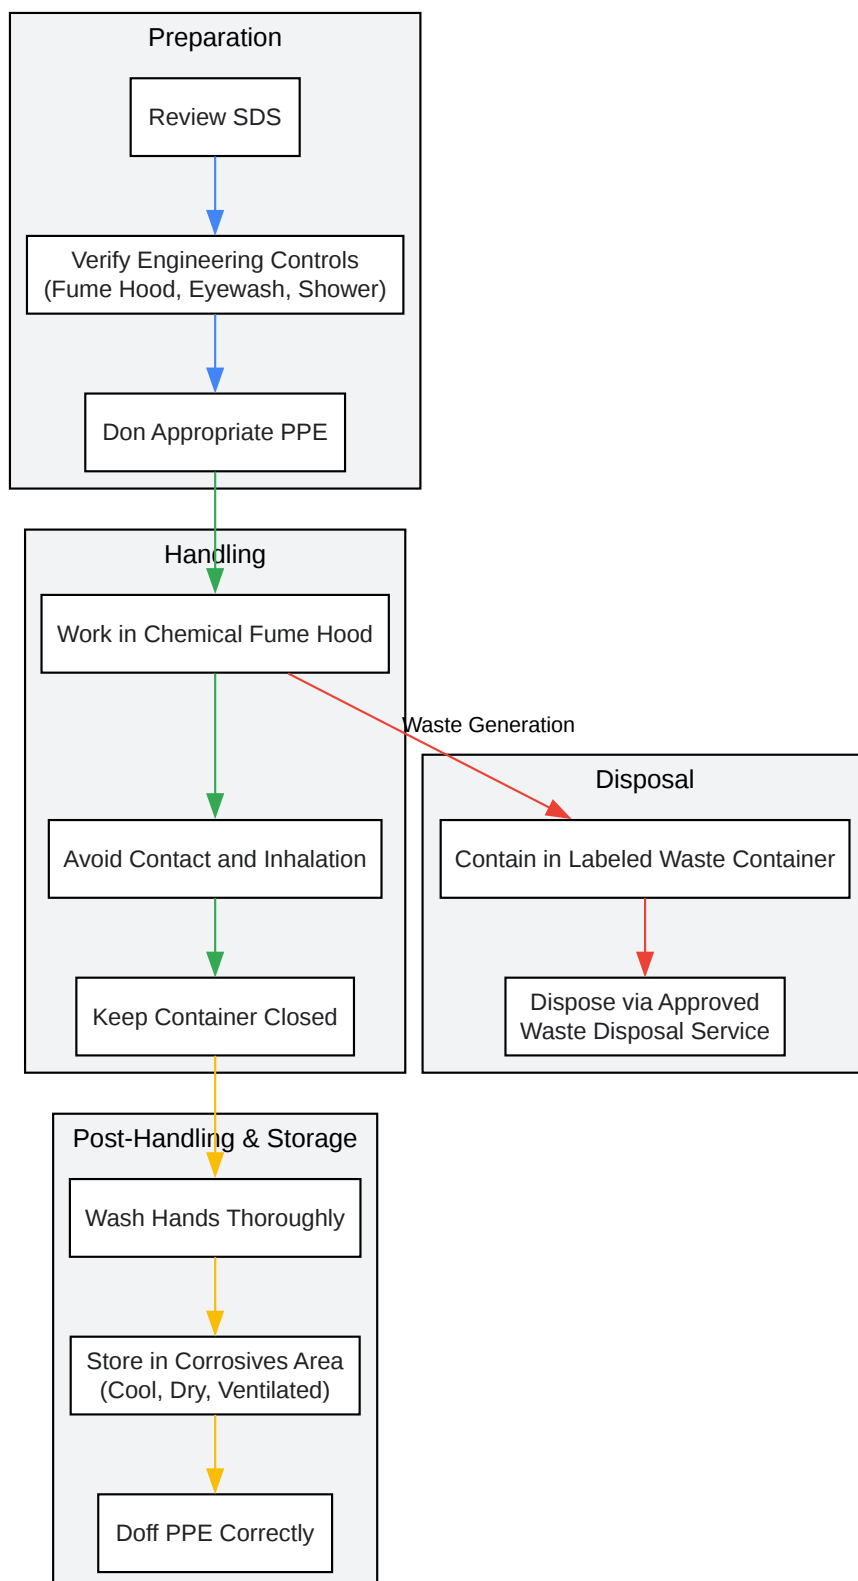 Preparation
Review SDS
Verify Engineering Controls
(Fume Hood, Eyewash, Shower)
Don Appropriate PPE
Handling
Work in Chemical Fume Hood
Waste Generation
Disposal
Avoid Contact and Inhalation
Contain in Labeled Waste Container
Keep Container Closed
Dispose via Approved
Waste Disposal Service
Post-Handling & Storage
Wash Hands Thoroughly
Store in Corrosives Area
(Cool, Dry, Ventilated)
Doff PPE Correctly